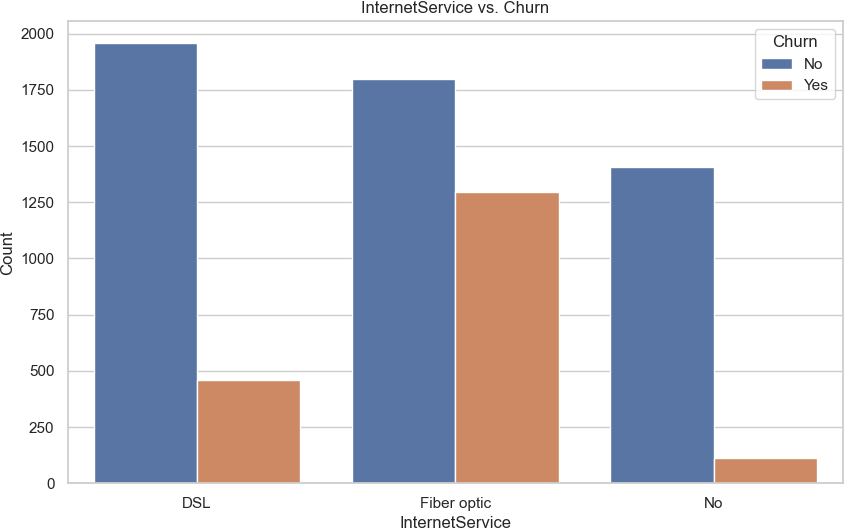 InternetService vs. Churn
2000
1750
1500
1250
1000
750
500
250
0
Count
Churn
No
Yes
DSL
Fiber optic
No
InternetService